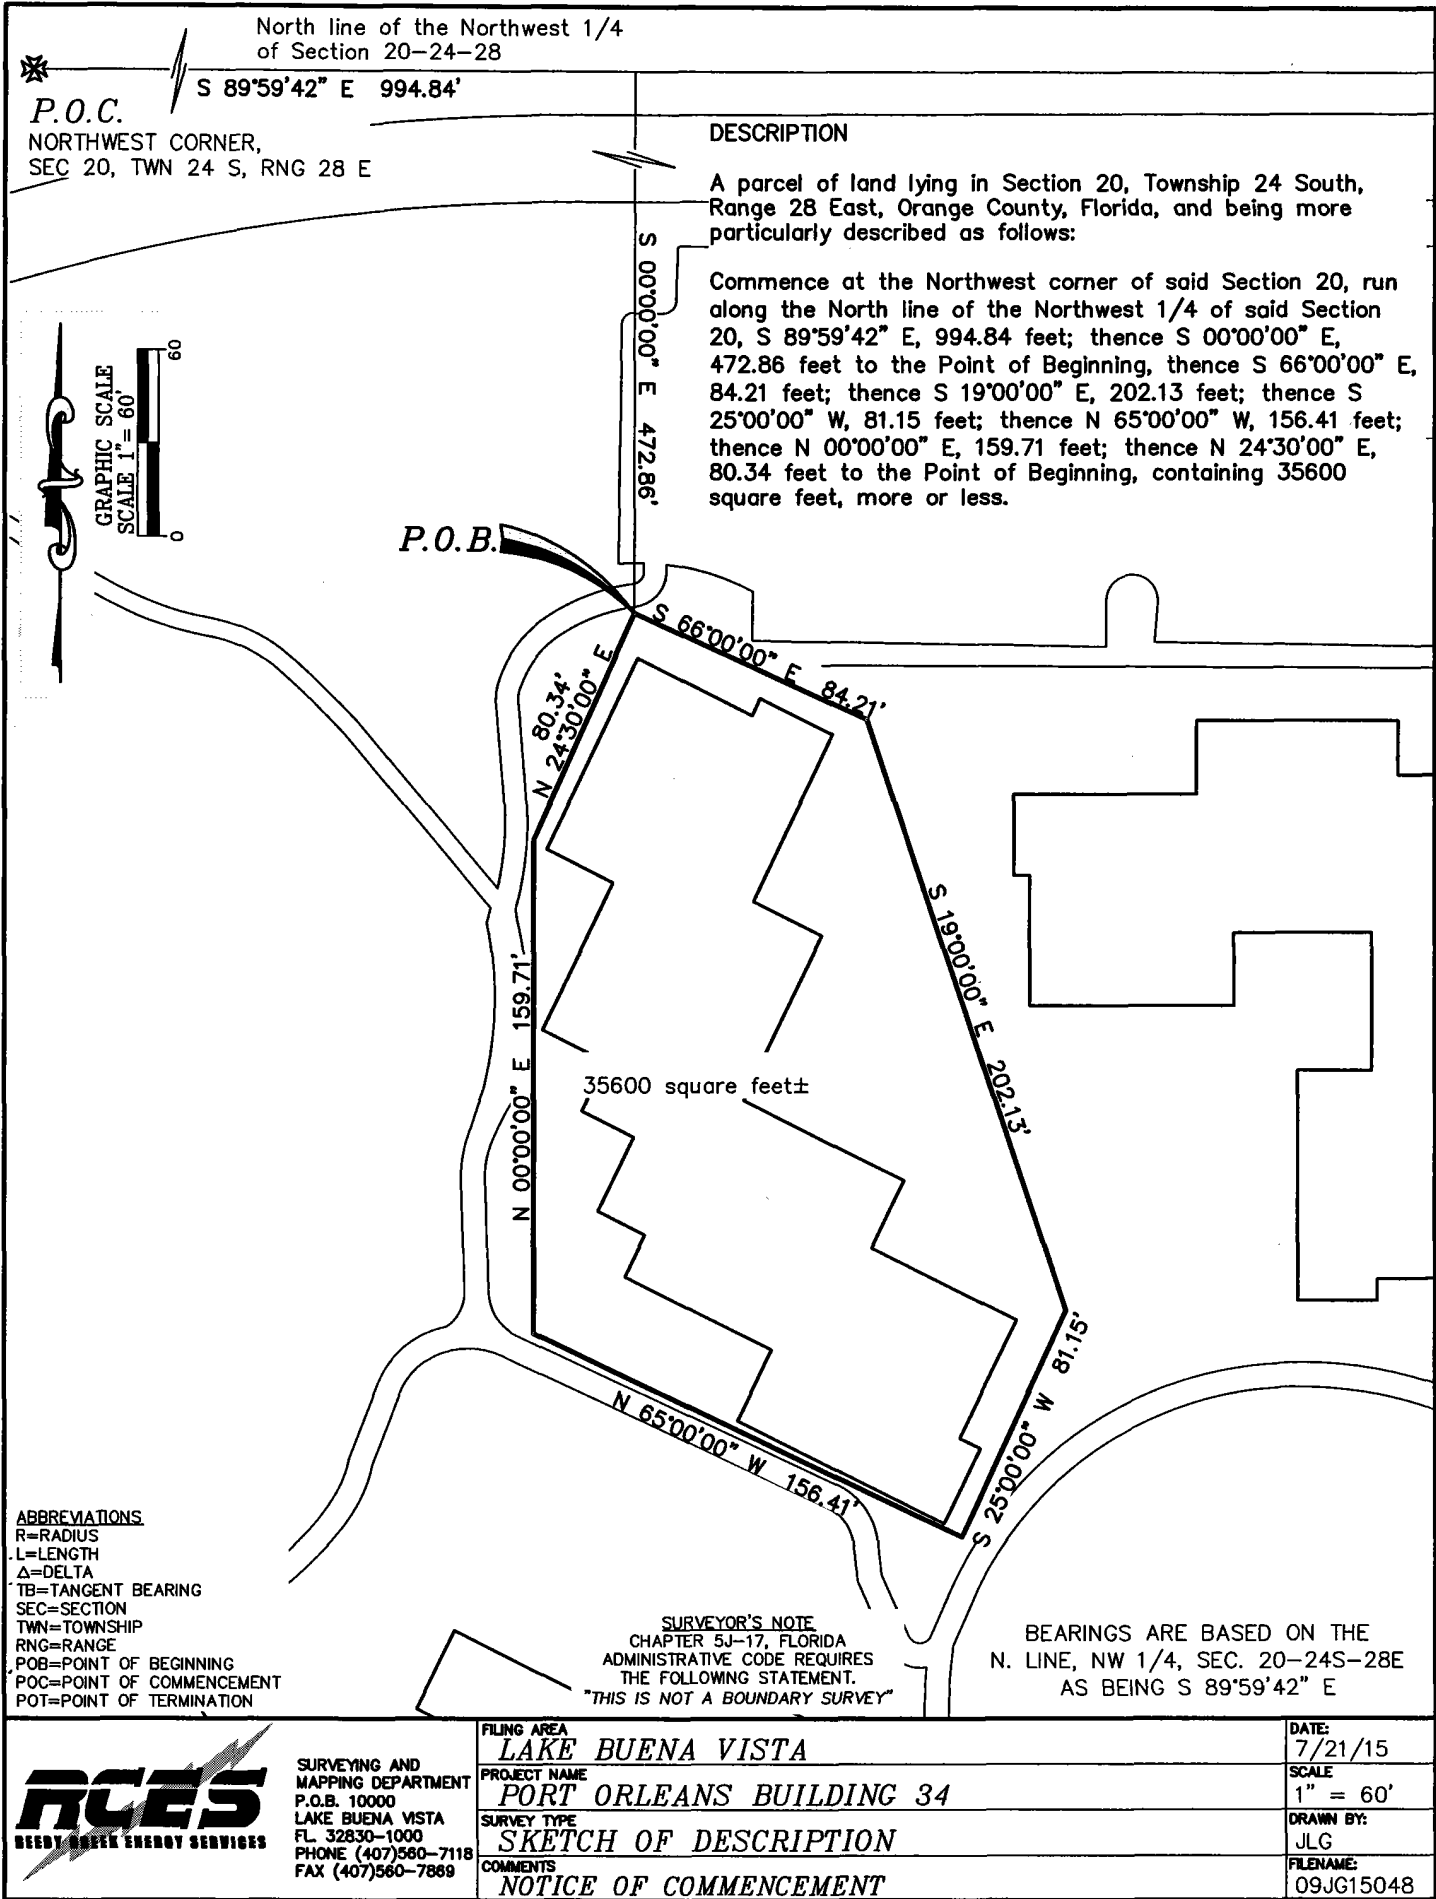 North line of the Northwest 1/4
of Section 20-24-28
S 89°59'42" E 994.84'
P.O.C.
NORTHWEST CORNER,
SEC 20, TWN 24 S, RNG 28 E
DESCRIPTION
A parcel of land lying in Section 20, Township 24 South,
Range 28 East, Orange County, Florida, and being more
particularly described as follows:
Commence at the Northwest corner of said Section 20, run
along the North line of the Northwest 1/4 of said Section
20, S 89°59'42" E, 994.84 feet; thence S 00°00'00" E,
472.86 feet to the Point of Beginning, thence S 66°00'00" E,
84.21 feet; thence S 19°00'00" E, 202.13 feet; thence S
25°00'00" W, 81.15 feet; thence N 65°00'00" W, 156.41 feet;
thence N 00°00'00" E, 159.71 feet; thence N 24°30'00" E,
80.34 feet to the Point of Beginning, containing 35600
square feet, more or less.
S 00°00'00" E 472.86'
GRAPHIC SCALE
SCALE 1"= 60'
0
60
P.O.B.
S 66°00'00" E 84.21'
80.34'
N 24°30'00" E
S 19°00'00" E 202.13'
N 00°00'00" E 159.71'
35600 square feet±
S 25°00'00" W 81.15'
N 65°00'00" W 156.41'
ABBREVIATIONS
R=RADIUS
L=LENGTH
Δ=DELTA
TB=TANGENT BEARING
SEC=SECTION
TWN=TOWNSHIP
RNG=RANGE
POB=POINT OF BEGINNING
POC=POINT OF COMMENCEMENT
POT=POINT OF TERMINATION
SURVEYOR'S NOTE
CHAPTER 5J-17, FLORIDA
ADMINISTRATIVE CODE REQUIRES
THE FOLLOWING STATEMENT.
"THIS IS NOT A BOUNDARY SURVEY"
BEARINGS ARE BASED ON THE
N. LINE, NW 1/4, SEC. 20-24S-28E
AS BEING S 89°59'42" E
RCES
REEDY CREEK ENERGY SERVICES
SURVEYING AND
MAPPING DEPARTMENT
P.O.B. 10000
LAKE BUENA VISTA
FL. 32830-1000
PHONE (407)560-7118
FAX (407)560-7869
FILING AREA
LAKE BUENA VISTA
PROJECT NAME
PORT ORLEANS BUILDING 34
SURVEY TYPE
SKETCH OF DESCRIPTION
COMMENTS
NOTICE OF COMMENCEMENT
DATE:
7/21/15
SCALE
1" = 60'
DRAWN BY:
JLG
FILENAME:
09JG15048